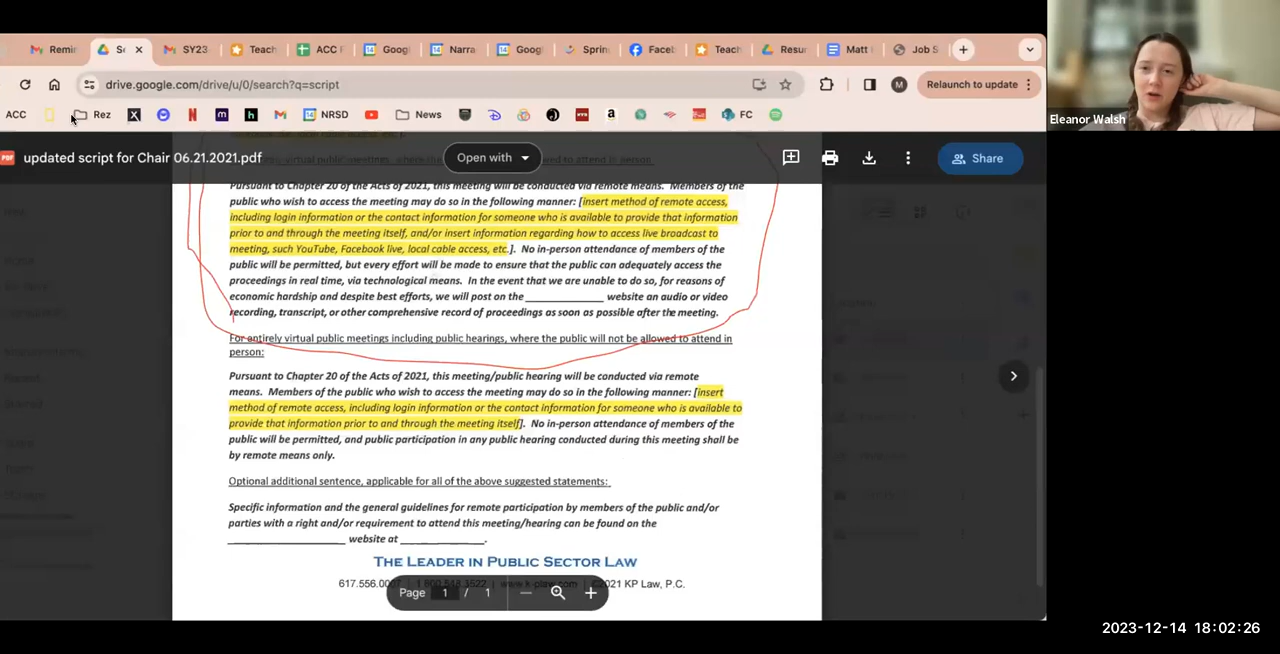 Remin
Sc
SY23
Teach
ACC F
Googl
Narra
Googl
Sprin
Faceb
Teach
Resur
Matt
Job S
drive.google.com/drive/u/0/search?q=script
M
Relaunch to update
ACC
Rez
NRSD
News
FC
Eleanor Walsh
PDF
updated script for Chair 06.21.2021.pdf
Open with
Share
Pursuant to Chapter 20 of the Acts of 2021, this meeting will be conducted via remote means. Members of the
public who wish to access the meeting may do so in the following manner: [insert method of remote access,
including login information or the contact information for someone who is available to provide that information
prior to and through the meeting itself, and/or insert information regarding how to access live broadcast to
meeting, such YouTube, Facebook live, local cable access, etc.]. No in-person attendance of members of the
public will be permitted, but every effort will be made to ensure that the public can adequately access the
proceedings in real time, via technological means. In the event that we are unable to do so, for reasons of
economic hardship and despite best efforts, we will post on the ______________ website an audio or video
recording, transcript, or other comprehensive record of proceedings as soon as possible after the meeting.
For entirely virtual public meetings including public hearings, where the public will not be allowed to attend in
person:
Pursuant to Chapter 20 of the Acts of 2021, this meeting/public hearing will be conducted via remote
means. Members of the public who wish to access the meeting may do so in the following manner: [insert
method of remote access, including login information or the contact information for someone who is available to
provide that information prior to and through the meeting itself]. No in-person attendance of members of the
public will be permitted, and public participation in any public hearing conducted during this meeting shall be
by remote means only.
Optional additional sentence, applicable for all of the above suggested statements:
Specific information and the general guidelines for remote participation by members of the public and/or
parties with a right and/or requirement to attend this meeting/hearing can be found on the
_____________________ website at _______________.
THE LEADER IN PUBLIC SECTOR LAW
©2021 KP Law, P.C.
Page 1 / 1
2023-12-14 18:02:26